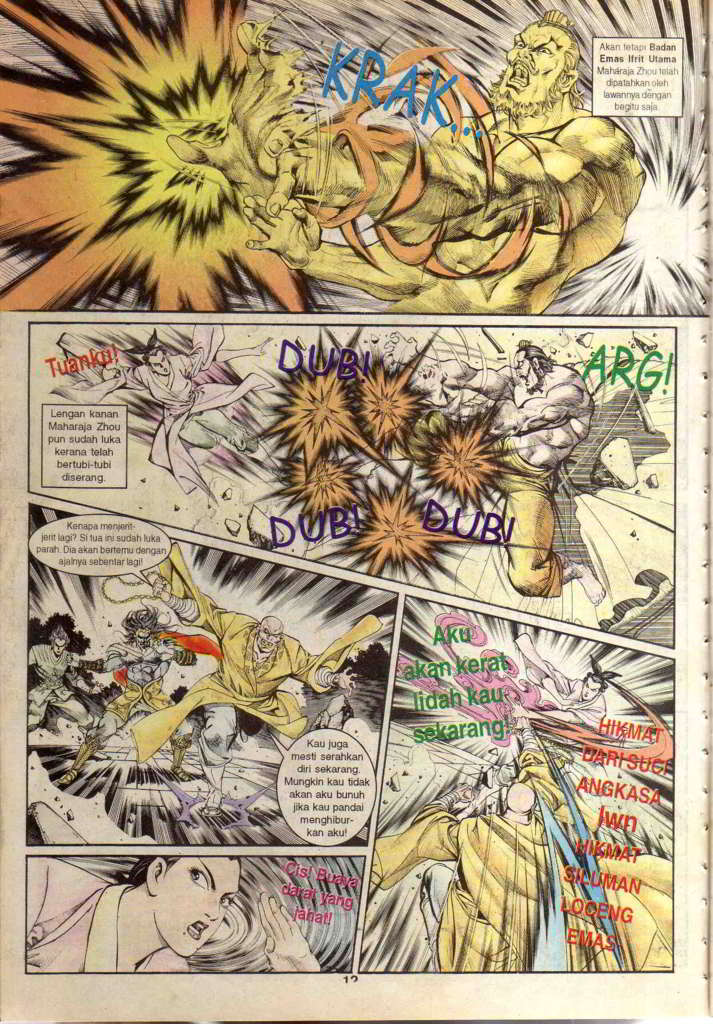 KRAK...
Akan tetapi Badan
Emas Ifrit Utama
Maharaja Zhou telah
dipatahkan oleh
lawannya dengan
begitu saja.
Tuanku!
DUB!
ARG!
Lengan kanan
Maharaja Zhou
pun sudah luka
kerana telah
bertubi-tubi
diserang.
DUB!
DUB!
Kenapa menjerit-
jerit lagi? Si tua ini sudah luka
parah. Dia akan bertemu dengan
ajalnya sebentar lagi!
Kau juga
mesti serahkan
diri sekarang.
Mungkin kau tidak
akan aku bunuh
jika kau pandai
menghibur-
kan aku!
Aku
akan kerat
lidah kau
sekarang!
HIKMAT
DARI SUCI
ANGKASA
lwn
HIKMAT
SILUMAN
LOCENG
EMAS
Cis! Buaya
darat yang
jahat!
12